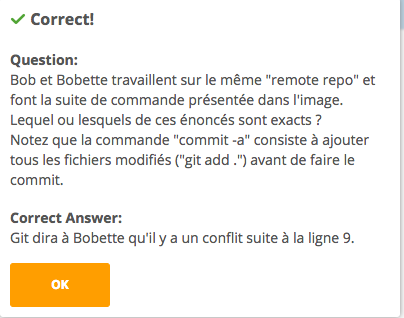 Correct!
Question:
Bob et Bobette travaillent sur le même "remote repo" et
font la suite de commande présentée dans l'image.
Lequel ou lesquels de ces énoncés sont exacts ?
Notez que la commande "commit -a" consiste à ajouter
tous les fichiers modifiés ("git add .") avant de faire le
commit.
Correct Answer:
Git dira à Bobette qu'il y a un conflit suite à la ligne 9.
OK